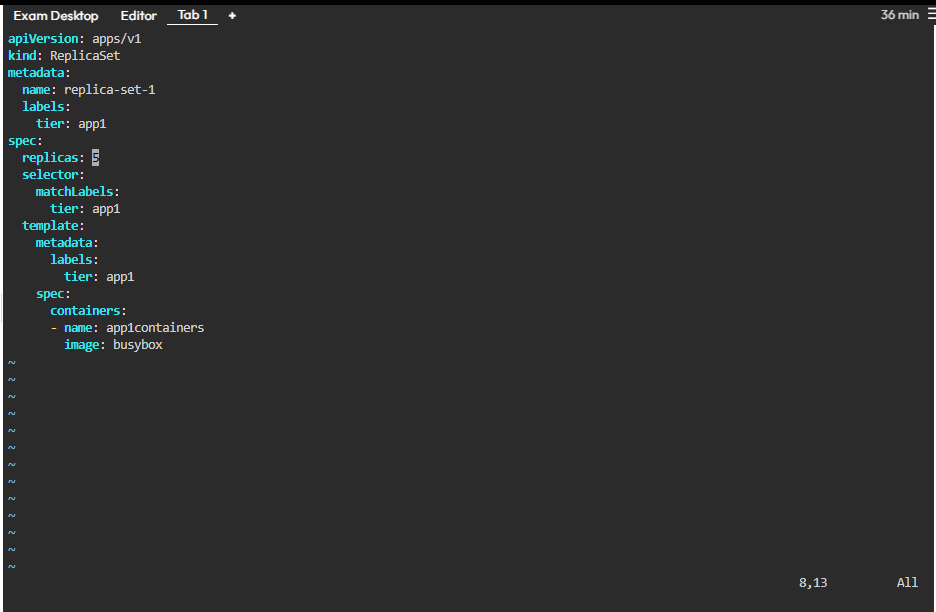 Exam Desktop Editor Tab 1 + 36 min
apiVersion: apps/v1
kind: ReplicaSet
metadata:
  name: replica-set-1
  labels:
    tier: app1
spec:
  replicas: 5
  selector:
    matchLabels:
      tier: app1
  template:
    metadata:
      labels:
        tier: app1
    spec:
      containers:
      - name: app1containers
        image: busybox
~
~
~
~
~
~
~
~
~
~
~
~
~
8,13 All